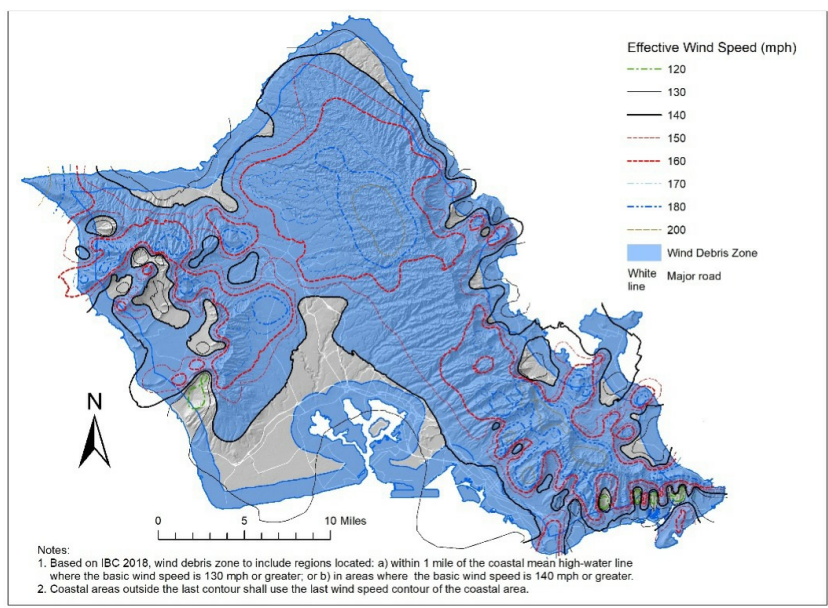 Effective Wind Speed (mph)
120
130
140
150
160
170
180
200
Wind Debris Zone
White line Major road
N
0 5 10 Miles
Notes:
1. Based on IBC 2018, wind debris zone to include regions located: a) within 1 mile of the coastal mean high-water line
where the basic wind speed is 130 mph or greater; or b) in areas where the basic wind speed is 140 mph or greater.
2. Coastal areas outside the last contour shall use the last wind speed contour of the coastal area.